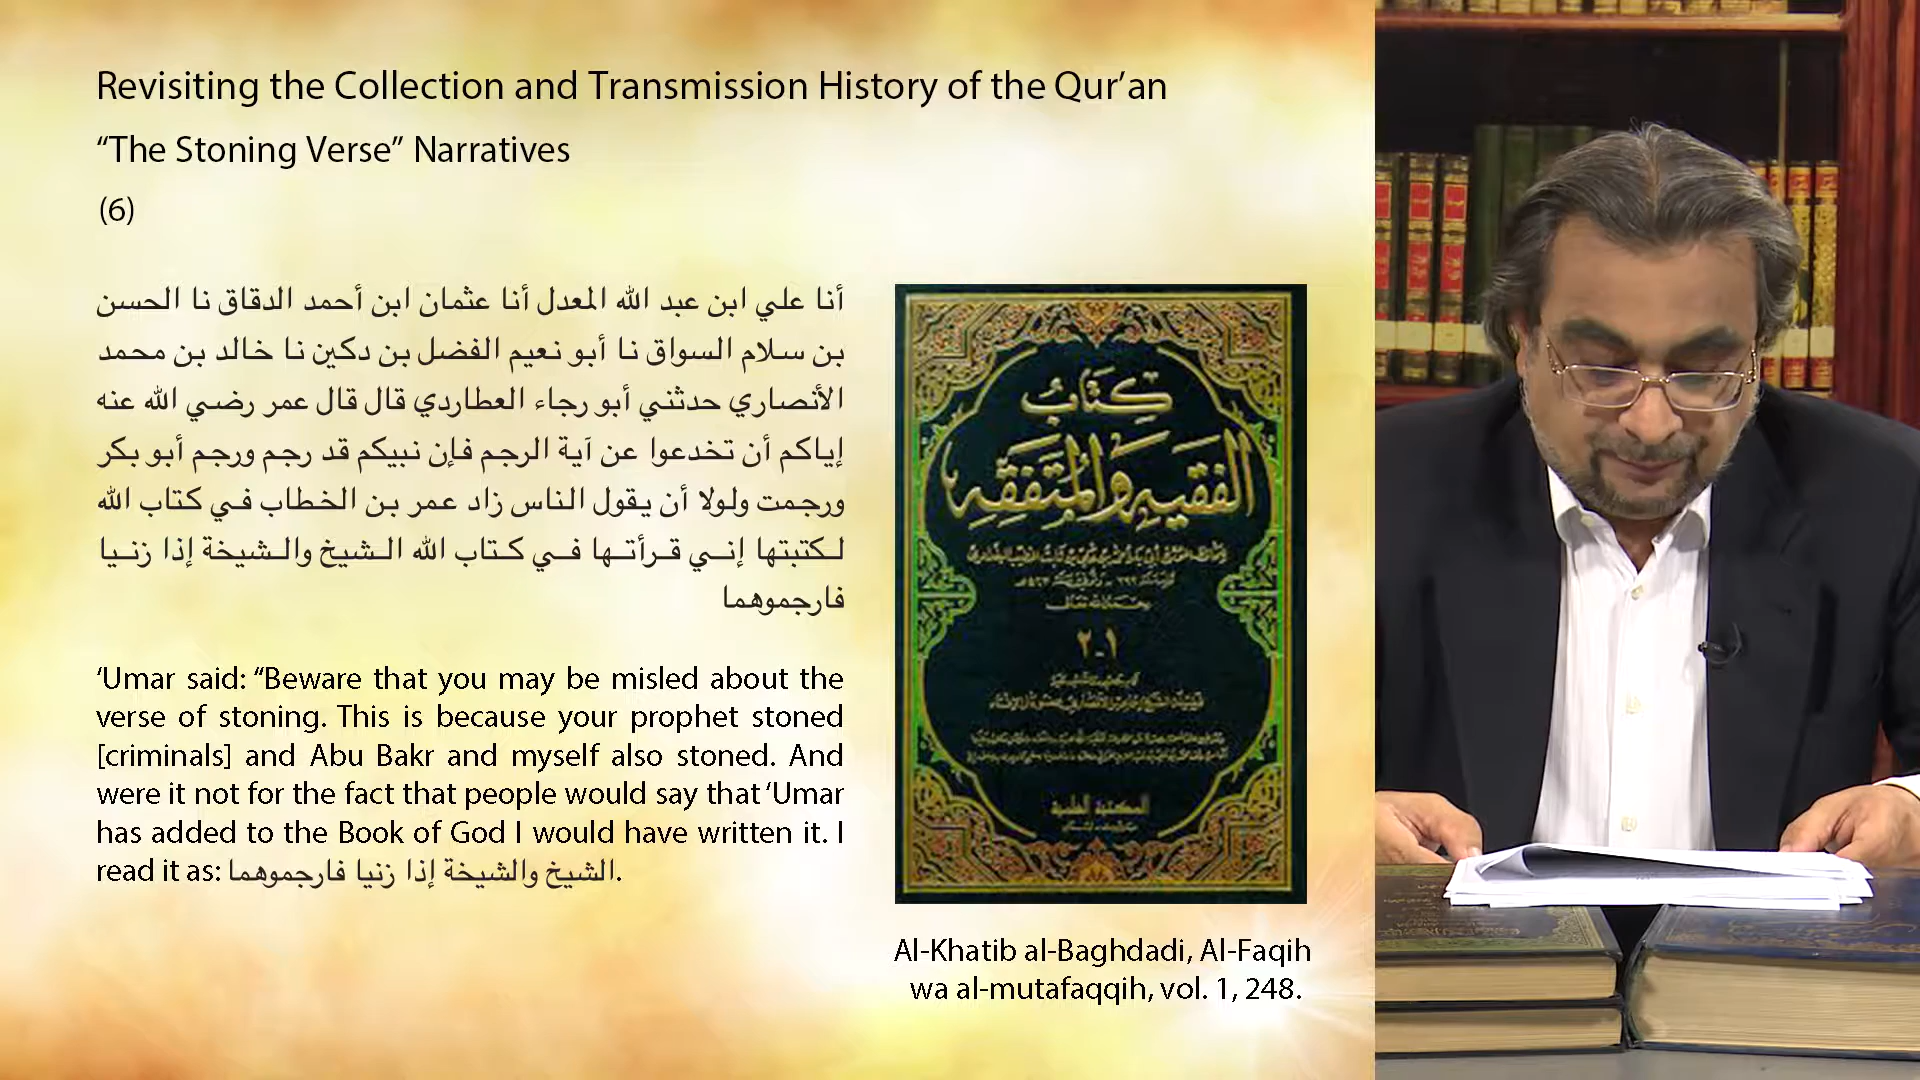 Revisiting the Collection and Transmission History of the Qur’an
“The Stoning Verse” Narratives
(6)
أنا علي ابن عبد الله المعدل أنا عثمان ابن أحمد الدقاق نا الحسن
بن سلام السواق نا أبو نعيم الفضل بن دكين نا خالد بن محمد
الأنصاري حدثني أبو رجاء العطاردي قال قال عمر رضي الله عنه
إياكم أن تخدعوا عن آية الرجم فإن نبيكم قد رجم ورجم أبو بكر
ورجمت ولولا أن يقول الناس زاد عمر بن الخطاب في كتاب الله
لكتبتها إني قرأتها في كتاب الله الشيخ والشيخة إذا زنيا
فارجموهما
‘Umar said: “Beware that you may be misled about the
verse of stoning. This is because your prophet stoned
[criminals] and Abu Bakr and myself also stoned. And
were it not for the fact that people would say that ‘Umar
has added to the Book of God I would have written it. I
read it as: الشيخ والشيخة إذا زنيا فارجموهما.
كِتَابُ
الفَقِيهِ وَالمُتَفَقِّهِ
١-٢
المكتبة العلمية
Al-Khatib al-Baghdadi, Al-Faqih
wa al-mutafaqqih, vol. 1, 248.